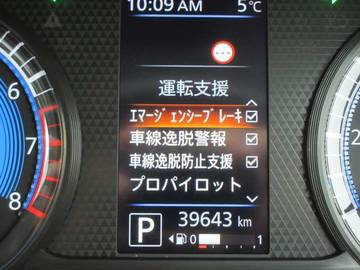 10:09 AM 5℃
運転支援
ｴﾏｰｼﾞｪﾝｼｰﾌﾞﾚｰｷ
車線逸脱警報
車線逸脱防止支援
プロパイロット
P 39643 km
0 1
6
7
8
2